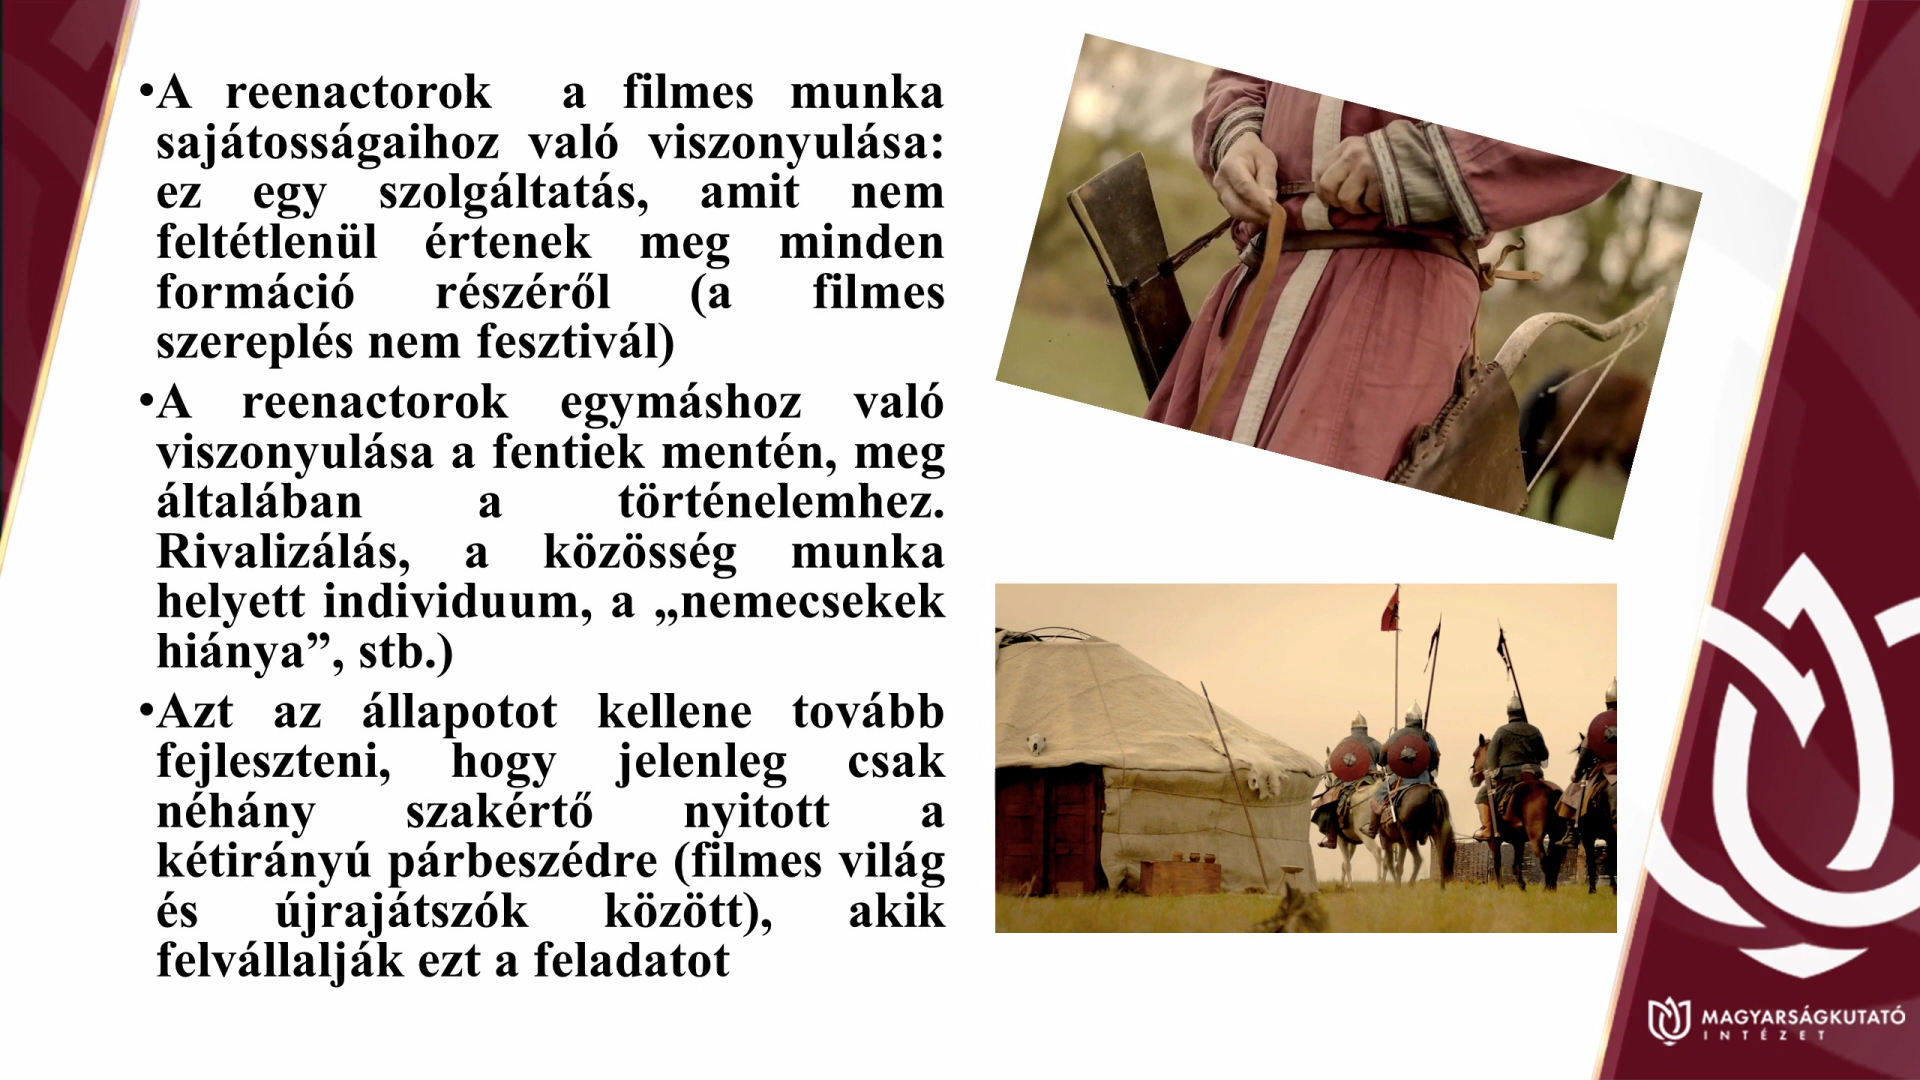 •A reenactorok a filmes munka
sajátosságaihoz való viszonyulása:
ez egy szolgáltatás, amit nem
feltétlenül értenek meg minden
formáció részéről (a filmes
szereplés nem fesztivál)
•A reenactorok egymáshoz való
viszonyulása a fentiek mentén, meg
általában a történelemhez.
Rivalizálás, a közösség munka
helyett individuum, a „nemecsekek
hiánya”, stb.)
•Azt az állapotot kellene tovább
fejleszteni, hogy jelenleg csak
néhány szakértő nyitott a
kétirányú párbeszédre (filmes világ
és újrajátszók között), akik
felvállalják ezt a feladatot
MAGYARSÁGKUTATÓ
INTÉZET